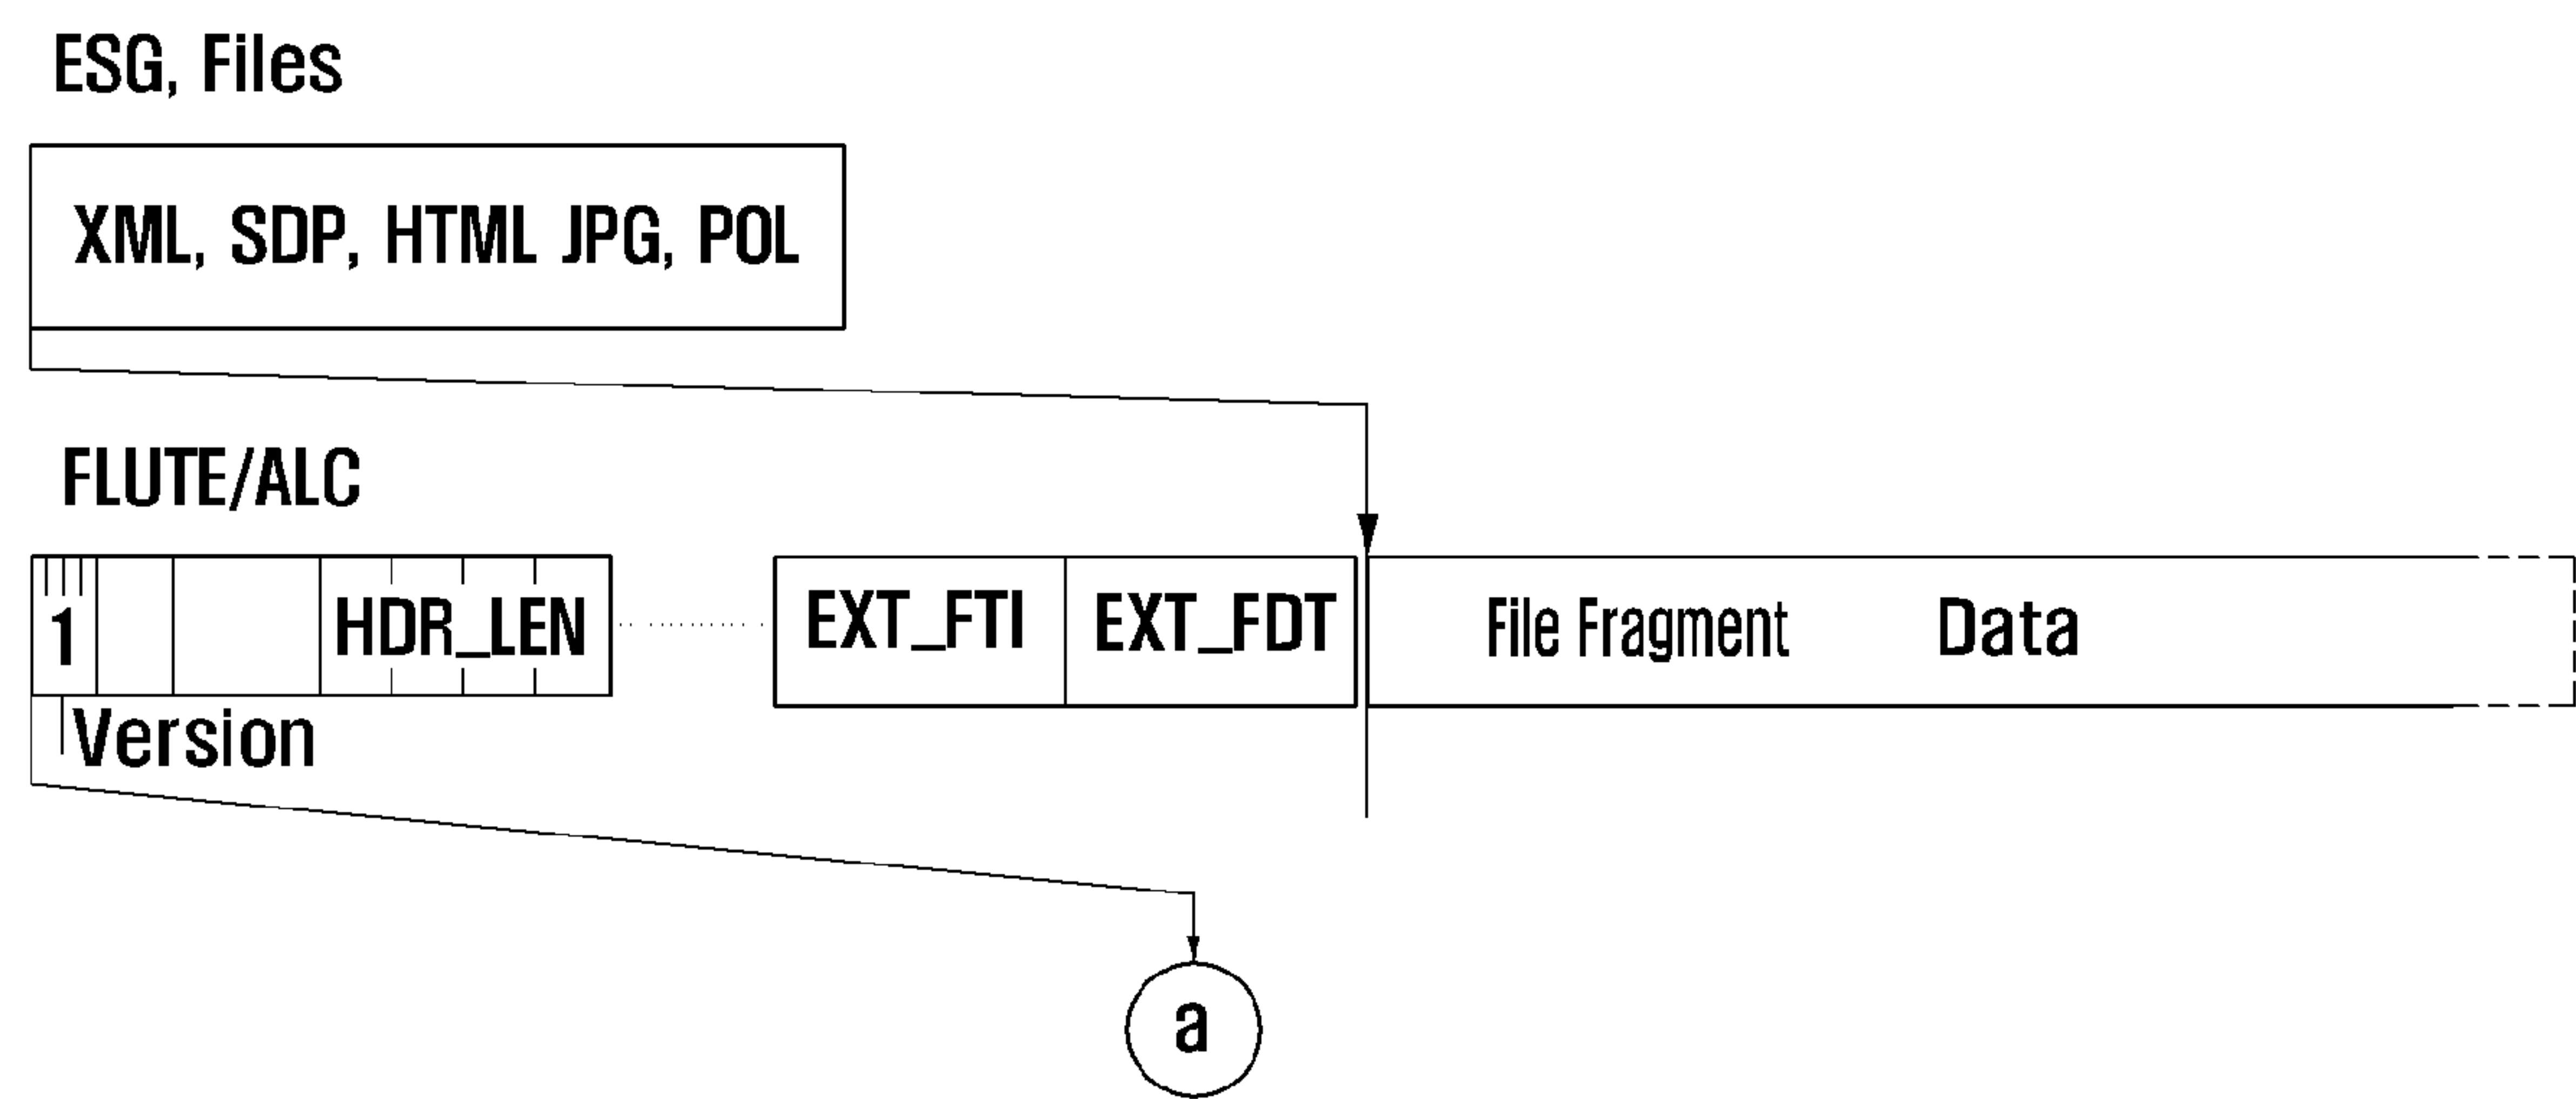 ESG, Files
XML, SDP, HTML JPG, POL
FLUTE/ALC
1 HDR_LEN EXT_FTI EXT_FDT File Fragment Data
Version
a